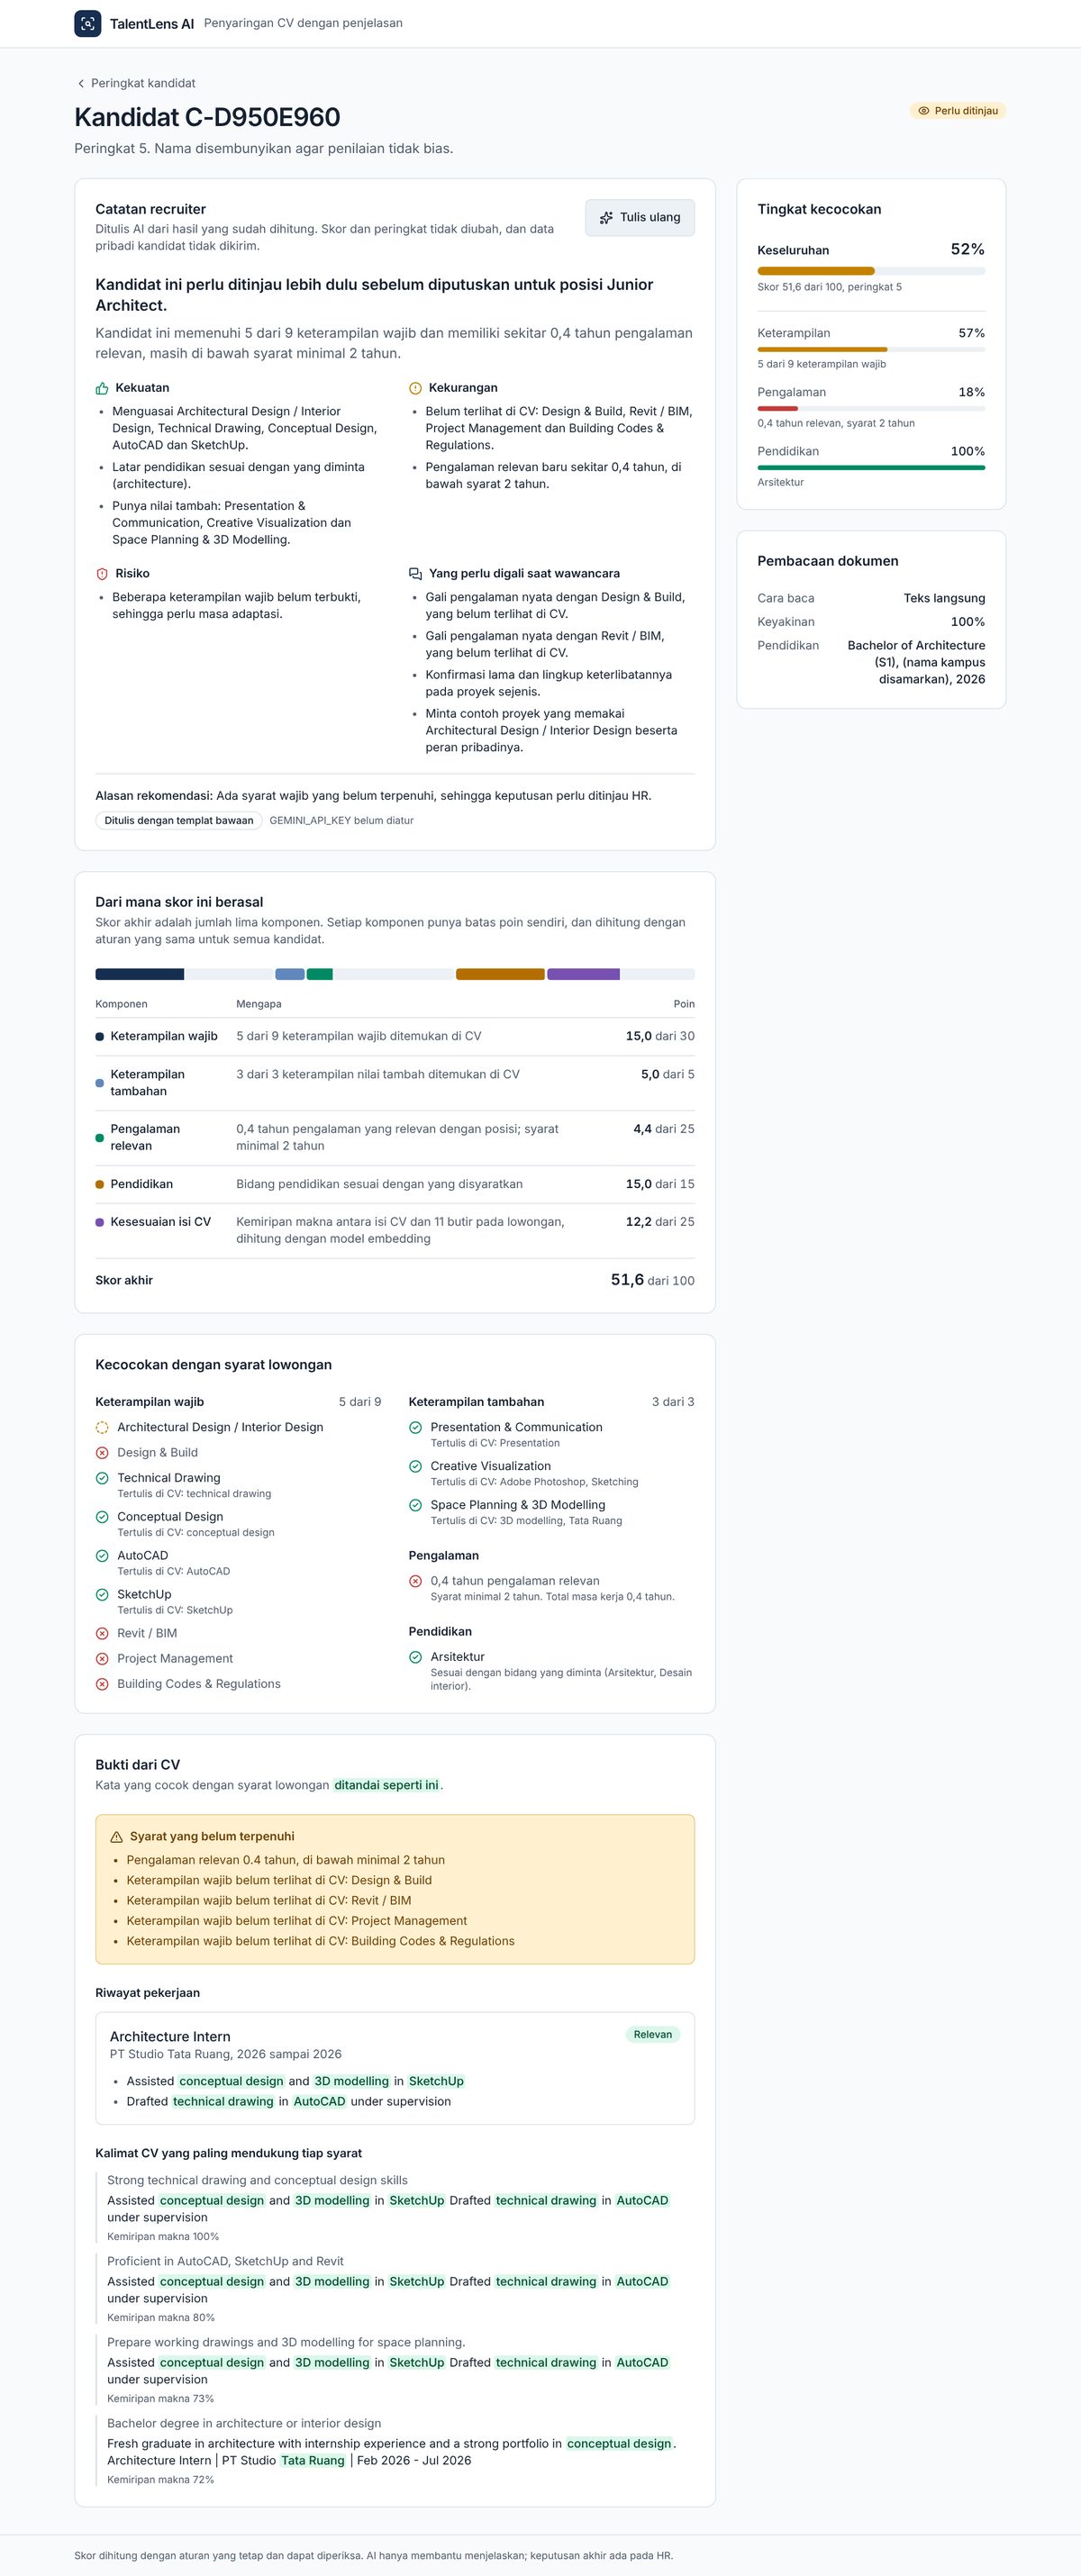 TalentLens AI Penyaringan CV dengan penjelasan
Peringkat kandidat
Kandidat C-D950E960
Perlu ditinjau
Peringkat 5. Nama disembunyikan agar penilaian tidak bias.
Catatan recruiter
Ditulis AI dari hasil yang sudah dihitung. Skor dan peringkat tidak diubah, dan data
pribadi kandidat tidak dikirim.
Tulis ulang
Kandidat ini perlu ditinjau lebih dulu sebelum diputuskan untuk posisi Junior
Architect.
Kandidat ini memenuhi 5 dari 9 keterampilan wajib dan memiliki sekitar 0,4 tahun pengalaman
relevan, masih di bawah syarat minimal 2 tahun.
Kekuatan
• Menguasai Architectural Design / Interior
Design, Technical Drawing, Conceptual Design,
AutoCAD dan SketchUp.
• Latar pendidikan sesuai dengan yang diminta
(architecture).
• Punya nilai tambah: Presentation &
Communication, Creative Visualization dan
Space Planning & 3D Modelling.
Kekurangan
• Belum terlihat di CV: Design & Build, Revit / BIM,
Project Management dan Building Codes &
Regulations.
• Pengalaman relevan baru sekitar 0,4 tahun, di
bawah syarat 2 tahun.
Risiko
• Beberapa keterampilan wajib belum terbukti,
sehingga perlu masa adaptasi.
Yang perlu digali saat wawancara
• Gali pengalaman nyata dengan Design & Build,
yang belum terlihat di CV.
• Gali pengalaman nyata dengan Revit / BIM,
yang belum terlihat di CV.
• Konfirmasi lama dan lingkup keterlibatannya
pada proyek sejenis.
• Minta contoh proyek yang memakai
Architectural Design / Interior Design beserta
peran pribadinya.
Alasan rekomendasi: Ada syarat wajib yang belum terpenuhi, sehingga keputusan perlu ditinjau HR.
Ditulis dengan templat bawaan GEMINI_API_KEY belum diatur
Tingkat kecocokan
Keseluruhan 52%
Skor 51,6 dari 100, peringkat 5
Keterampilan 57%
5 dari 9 keterampilan wajib
Pengalaman 18%
0,4 tahun relevan, syarat 2 tahun
Pendidikan 100%
Arsitektur
Pembacaan dokumen
Cara baca Teks langsung
Keyakinan 100%
Pendidikan Bachelor of Architecture
(S1), (nama kampus
disamarkan), 2026
Dari mana skor ini berasal
Skor akhir adalah jumlah lima komponen. Setiap komponen punya batas poin sendiri, dan dihitung dengan
aturan yang sama untuk semua kandidat.
Komponen Mengapa Poin
Keterampilan wajib 5 dari 9 keterampilan wajib ditemukan di CV 15,0 dari 30
Keterampilan
tambahan 3 dari 3 keterampilan nilai tambah ditemukan di CV 5,0 dari 5
Pengalaman
relevan 0,4 tahun pengalaman yang relevan dengan posisi; syarat
minimal 2 tahun 4,4 dari 25
Pendidikan Bidang pendidikan sesuai dengan yang disyaratkan 15,0 dari 15
Kesesuaian isi CV Kemiripan makna antara isi CV dan 11 butir pada lowongan,
dihitung dengan model embedding 12,2 dari 25
Skor akhir 51,6 dari 100
Kecocokan dengan syarat lowongan
Keterampilan wajib 5 dari 9
Architectural Design / Interior Design
Design & Build
Technical Drawing
Tertulis di CV: technical drawing
Conceptual Design
Tertulis di CV: conceptual design
AutoCAD
Tertulis di CV: AutoCAD
SketchUp
Tertulis di CV: SketchUp
Revit / BIM
Project Management
Building Codes & Regulations
Keterampilan tambahan 3 dari 3
Presentation & Communication
Tertulis di CV: Presentation
Creative Visualization
Tertulis di CV: Adobe Photoshop, Sketching
Space Planning & 3D Modelling
Tertulis di CV: 3D modelling, Tata Ruang
Pengalaman
0,4 tahun pengalaman relevan
Syarat minimal 2 tahun. Total masa kerja 0,4 tahun.
Pendidikan
Arsitektur
Sesuai dengan bidang yang diminta (Arsitektur, Desain
interior).
Bukti dari CV
Kata yang cocok dengan syarat lowongan ditandai seperti ini.
Syarat yang belum terpenuhi
• Pengalaman relevan 0.4 tahun, di bawah minimal 2 tahun
• Keterampilan wajib belum terlihat di CV: Design & Build
• Keterampilan wajib belum terlihat di CV: Revit / BIM
• Keterampilan wajib belum terlihat di CV: Project Management
• Keterampilan wajib belum terlihat di CV: Building Codes & Regulations
Riwayat pekerjaan
Architecture Intern Relevan
PT Studio Tata Ruang, 2026 sampai 2026
• Assisted conceptual design and 3D modelling in SketchUp
• Drafted technical drawing in AutoCAD under supervision
Kalimat CV yang paling mendukung tiap syarat
Strong technical drawing and conceptual design skills
Assisted conceptual design and 3D modelling in SketchUp Drafted technical drawing in AutoCAD
under supervision
Kemiripan makna 100%
Proficient in AutoCAD, SketchUp and Revit
Assisted conceptual design and 3D modelling in SketchUp Drafted technical drawing in AutoCAD
under supervision
Kemiripan makna 80%
Prepare working drawings and 3D modelling for space planning.
Assisted conceptual design and 3D modelling in SketchUp Drafted technical drawing in AutoCAD
under supervision
Kemiripan makna 73%
Bachelor degree in architecture or interior design
Fresh graduate in architecture with internship experience and a strong portfolio in conceptual design.
Architecture Intern | PT Studio Tata Ruang | Feb 2026 - Jul 2026
Kemiripan makna 72%
Skor dihitung dengan aturan yang tetap dan dapat diperiksa. AI hanya membantu menjelaskan; keputusan akhir ada pada HR.